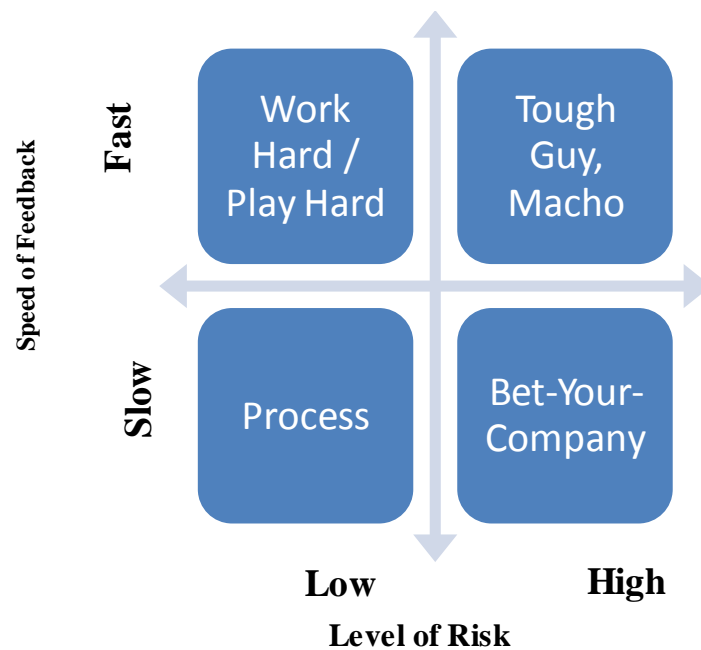 Speed of Feedback
Fast
Work
Hard /
Play Hard
Tough
Guy,
Macho
Slow
Process
Bet-Your-
Company
Low
High
Level of Risk